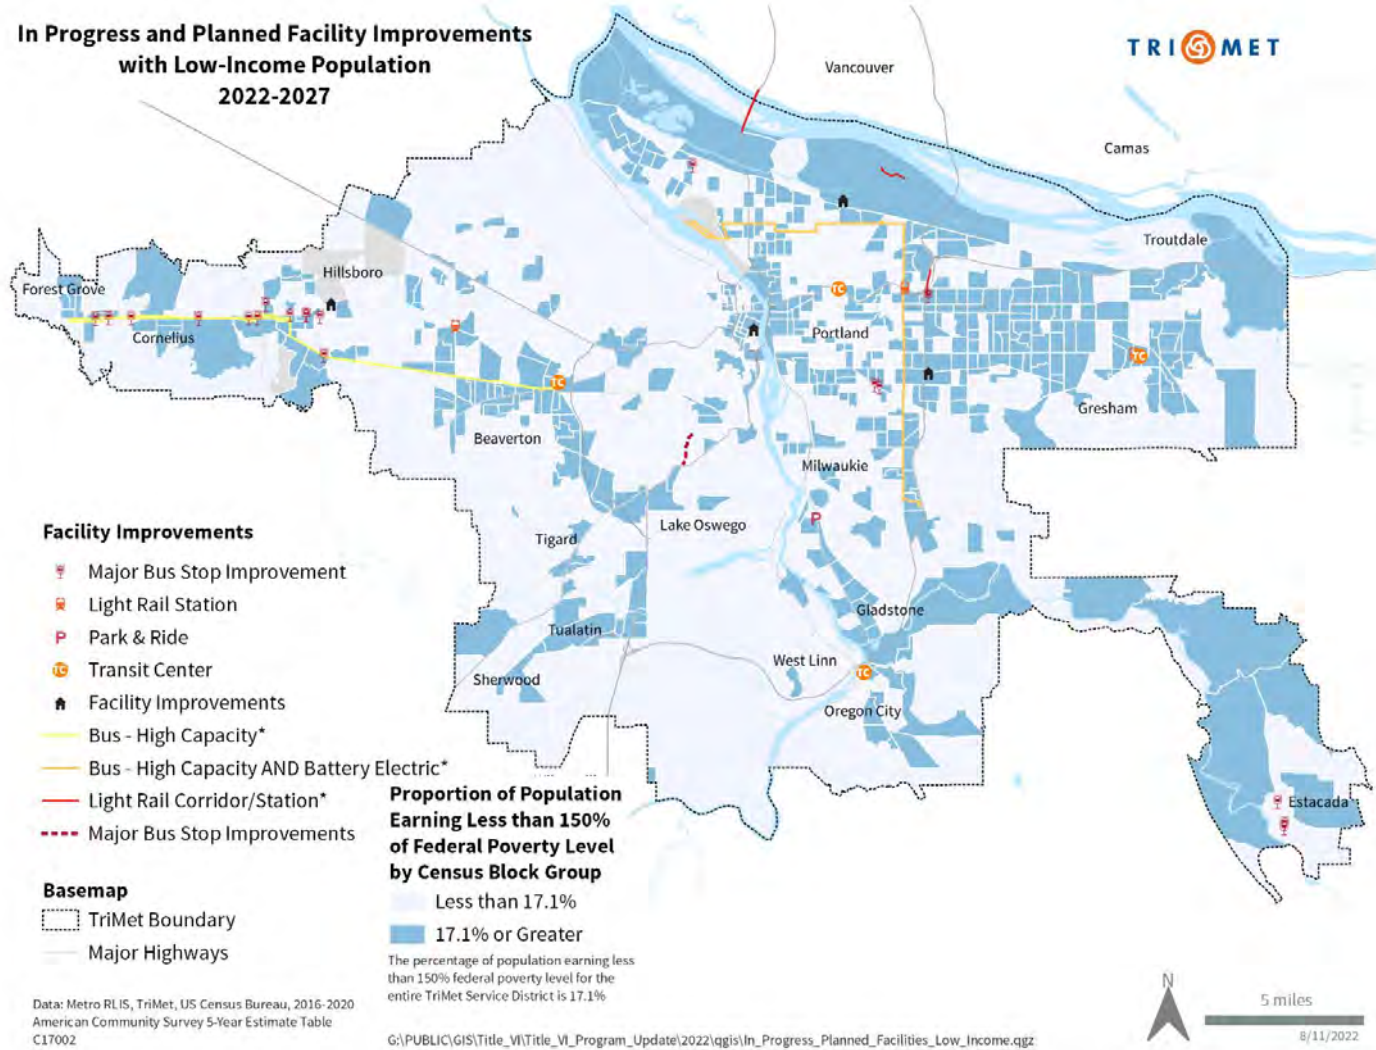 In Progress and Planned Facility Improvements
with Low-Income Population
2022-2027
TRI MET
Vancouver
Camas
Troutdale
Hillsboro
Forest Grove
Cornelius
TC
Portland
TC
TC
Gresham
Beaverton
Milwaukie
P
Lake Oswego
Tigard
Gladstone
Tualatin
West Linn
TC
Sherwood
Oregon City
Estacada
Facility Improvements
Major Bus Stop Improvement
Light Rail Station
P Park & Ride
TC Transit Center
Facility Improvements
Bus - High Capacity*
Bus - High Capacity AND Battery Electric*
Light Rail Corridor/Station*
Major Bus Stop Improvements
Basemap
TriMet Boundary
Major Highways
Proportion of Population
Earning Less than 150%
of Federal Poverty Level
by Census Block Group
Less than 17.1%
17.1% or Greater
The percentage of population earning less
than 150% federal poverty level for the
entire TriMet Service District is 17.1%
Data: Metro RLIS, TriMet, US Census Bureau, 2016-2020
American Community Survey 5-Year Estimate Table
C17002
G:\PUBLIC\GIS\Title_VI\Title_VI_Program_Update\2022\qgis\In_Progress_Planned_Facilities_Low_Income.qgz
N
5 miles
8/11/2022